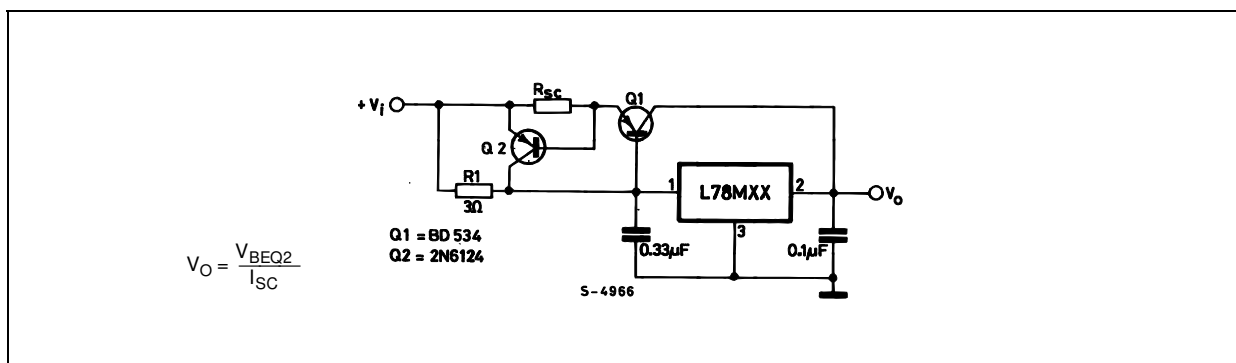 Rsc
Q1
+ Vi
Q 2
R1
3Ω
1
L78MXX
2
Vo
3
Q1 = BD 534
Q2 = 2N6124
0.33µF
0.1µF
VO = VBEQ2 / ISC
S-4966